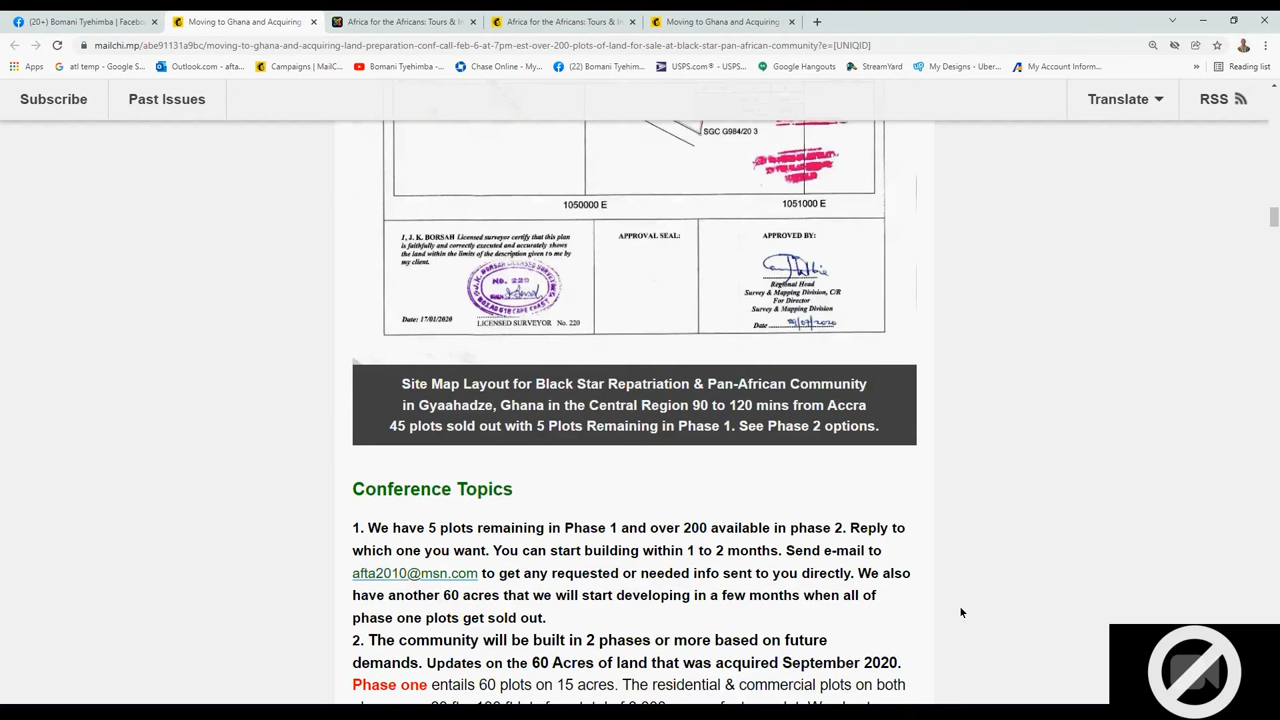 (20+) Bomani Tyehimba | Facebo
Moving to Ghana and Acquiring
Africa for the Africans: Tours & In
Africa for the Africans: Tours & In
Moving to Ghana and Acquiring
mailchi.mp/abe91131a9bc/moving-to-ghana-and-acquiring-land-preparation-conf-call-feb-6-at-7pm-est-over-200-plots-of-land-for-sale-at-black-star-pan-african-community?e=[UNIQID]
Apps
atl temp - Google S...
Outlook.com - afta...
Campaigns | MailC...
Bomani Tyehimba -...
Chase Online - My...
(22) Bomani Tyehim...
USPS.com® - USPS...
Google Hangouts
StreamYard
My Designs - Uber...
My Account Inform...
»
Reading list
Subscribe
Past Issues
Translate
RSS
SGC G984/20 3
1050000 E
1051000 E
I, J. K. BORSAH Licensed surveyor certify that this plan
is faithfully and correctly executed and accurately shows
the land within the limits of the description given to me by
my client.
NO. 220
Date: 17/01/2020
LICENSED SURVEYOR No. 220
APPROVAL SEAL:
APPROVED BY:
Regional Head
Survey & Mapping Division, C/R
For Director
Survey & Mapping Division
Date
Site Map Layout for Black Star Repatriation & Pan-African Community
in Gyaahadze, Ghana in the Central Region 90 to 120 mins from Accra
45 plots sold out with 5 Plots Remaining in Phase 1. See Phase 2 options.
Conference Topics
1. We have 5 plots remaining in Phase 1 and over 200 available in phase 2. Reply to
which one you want. You can start building within 1 to 2 months. Send e-mail to
afta2010@msn.com to get any requested or needed info sent to you directly. We also
have another 60 acres that we will start developing in a few months when all of
phase one plots get sold out.
2. The community will be built in 2 phases or more based on future
demands. Updates on the 60 Acres of land that was acquired September 2020.
Phase one entails 60 plots on 15 acres. The residential & commercial plots on both